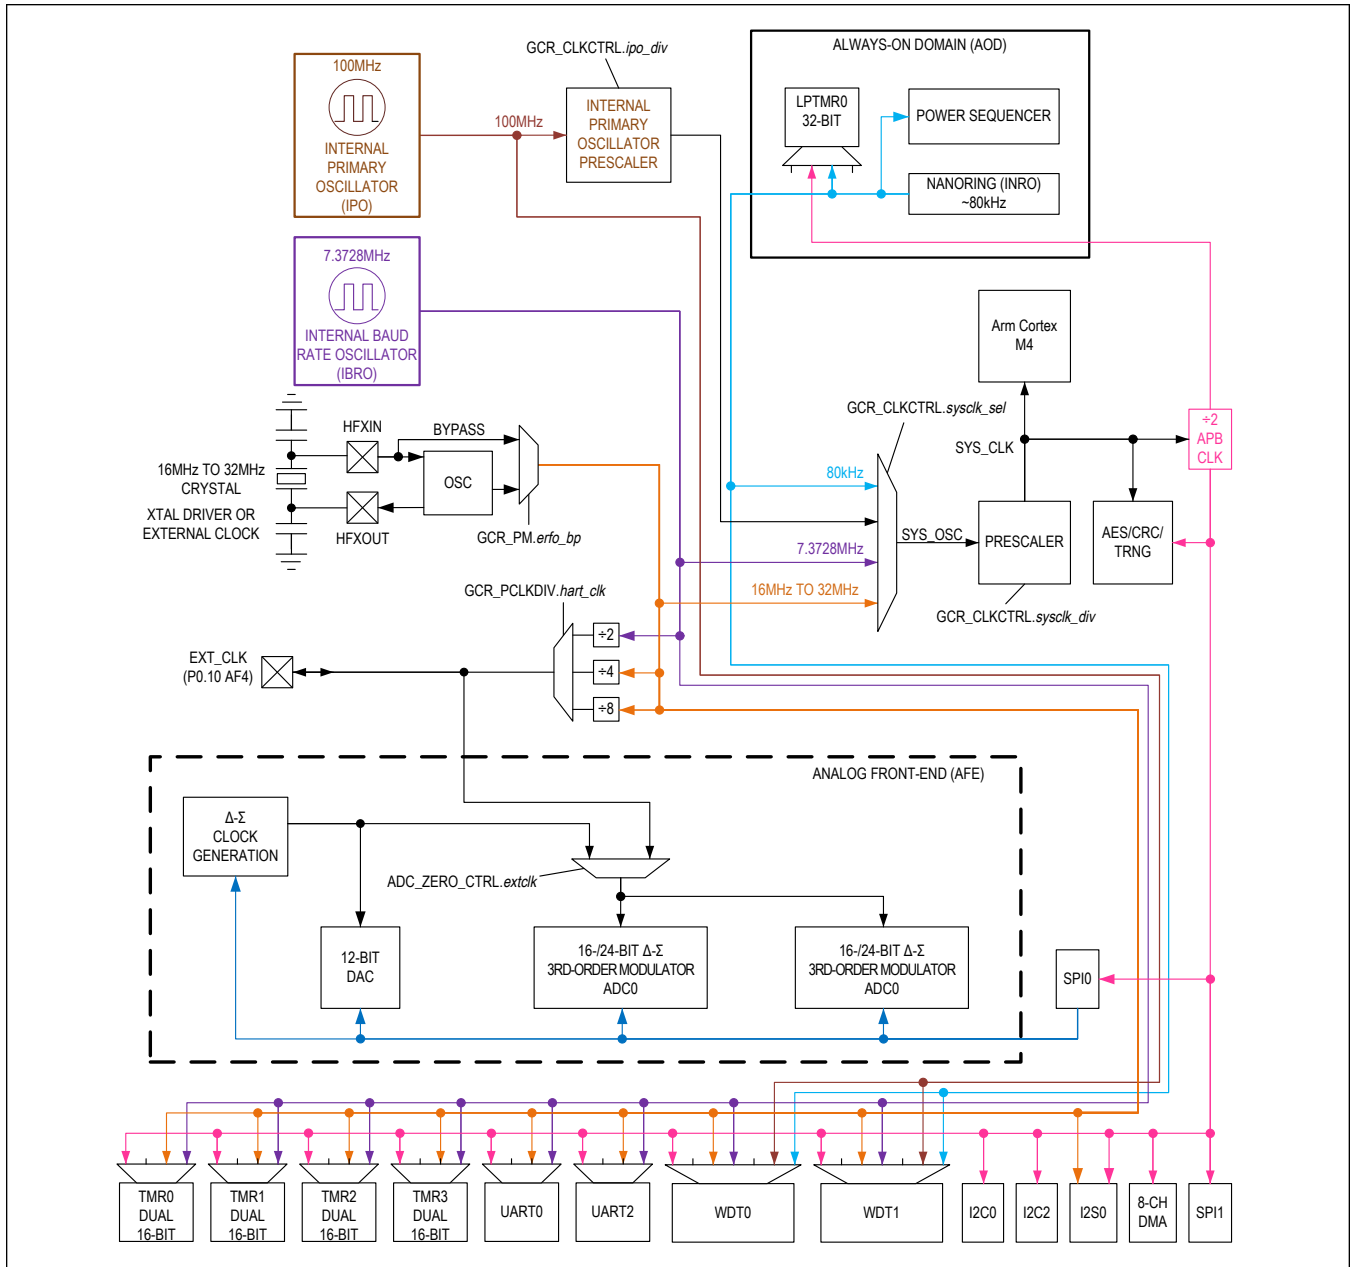 GCR_CLKCTRL.ipo_div
ALWAYS-ON DOMAIN (AOD)
100MHz
INTERNAL
PRIMARY
OSCILLATOR
(IPO)
100MHz
INTERNAL
PRIMARY
OSCILLATOR
PRESCALER
LPTMR0
32-BIT
POWER SEQUENCER
NANORING (INRO)
~80kHz
7.3728MHz
INTERNAL BAUD
RATE OSCILLATOR
(IBRO)
Arm Cortex
M4
GCR_CLKCTRL.sysclk_sel
HFXIN
BYPASS
16MHz TO 32MHz
CRYSTAL
OSC
XTAL DRIVER OR
EXTERNAL CLOCK
HFXOUT
GCR_PM.erfo_bp
SYS_CLK
÷2
APB
CLK
80kHz
SYS_OSC
PRESCALER
AES/CRC/
TRNG
7.3728MHz
16MHz TO 32MHz
GCR_CLKCTRL.sysclk_div
GCR_PCLKDIV.hart_clk
÷2
÷4
÷8
EXT_CLK
(P0.10 AF4)
ANALOG FRONT-END (AFE)
Δ-Σ
CLOCK
GENERATION
ADC_ZERO_CTRL.extclk
12-BIT
DAC
16-/24-BIT Δ-Σ
3RD-ORDER MODULATOR
ADC0
16-/24-BIT Δ-Σ
3RD-ORDER MODULATOR
ADC0
SPI0
TMR0
DUAL
16-BIT
TMR1
DUAL
16-BIT
TMR2
DUAL
16-BIT
TMR3
DUAL
16-BIT
UART0
UART2
WDT0
WDT1
I2C0
I2C2
I2S0
8-CH
DMA
SPI1